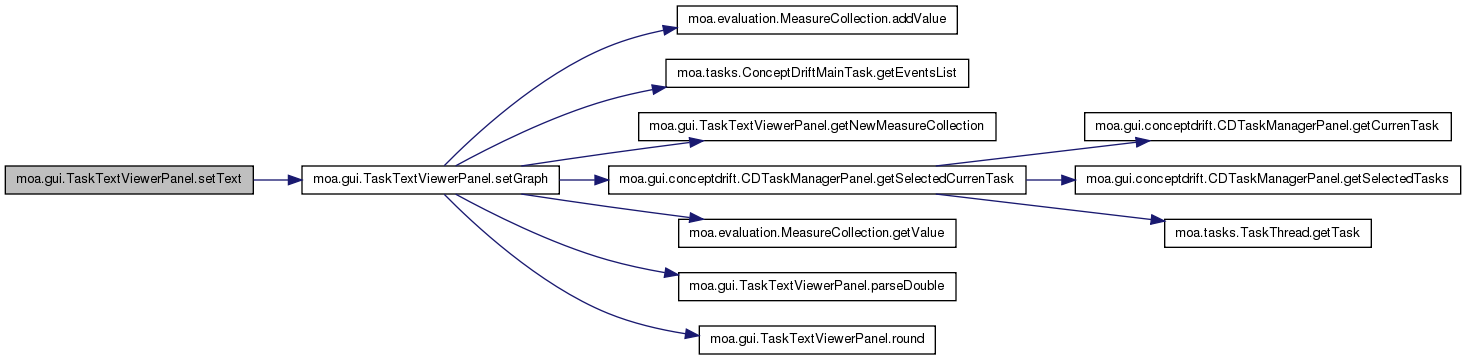 moa.evaluation.MeasureCollection.addValue
moa.tasks.ConceptDriftMainTask.getEventsList
moa.gui.TaskTextViewerPanel.getNewMeasureCollection
moa.gui.conceptdrift.CDTaskManagerPanel.getCurrenTask
moa.gui.TaskTextViewerPanel.setText
moa.gui.TaskTextViewerPanel.setGraph
moa.gui.conceptdrift.CDTaskManagerPanel.getSelectedCurrenTask
moa.gui.conceptdrift.CDTaskManagerPanel.getSelectedTasks
moa.evaluation.MeasureCollection.getValue
moa.tasks.TaskThread.getTask
moa.gui.TaskTextViewerPanel.parseDouble
moa.gui.TaskTextViewerPanel.round